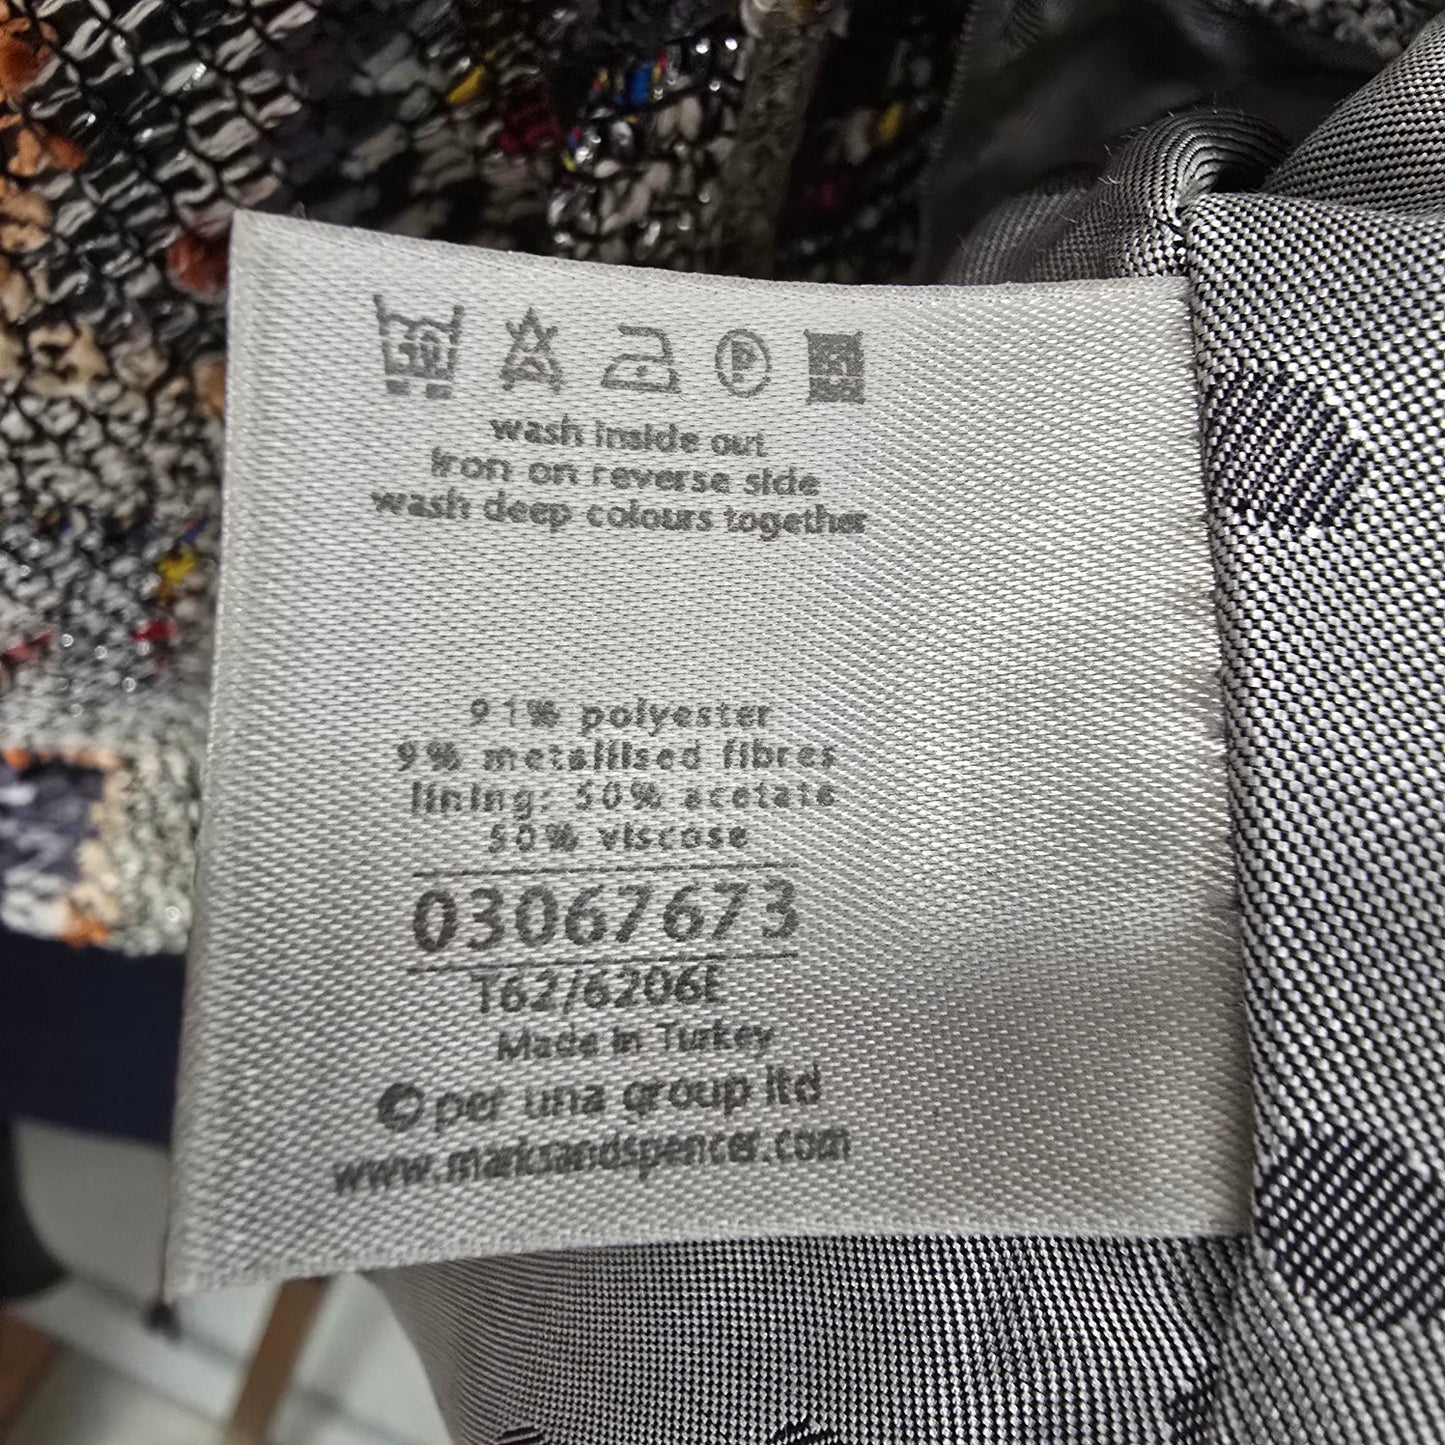 wash inside out
iron on reverse side
wash deep colours together
91% polyester
9% metallised fibres
lining: 50% acetate
50% viscose
03067673
T62/6206E
Made in Turkey
© per una group ltd
www.marksandspencer.com